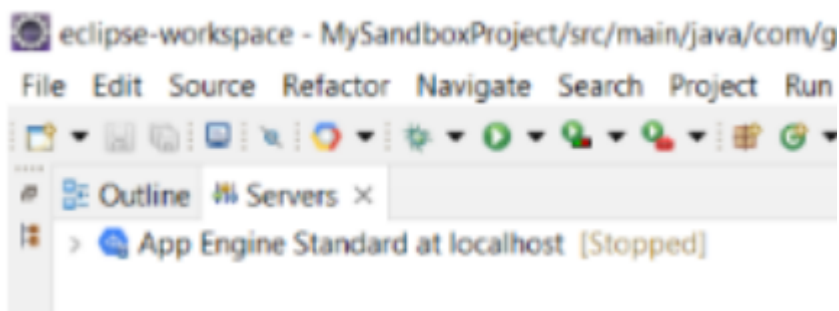 eclipse-workspace - MySandboxProject/src/main/java/com/g
File Edit Source Refactor Navigate Search Project Run
Outline Servers
App Engine Standard at localhost [Stopped]